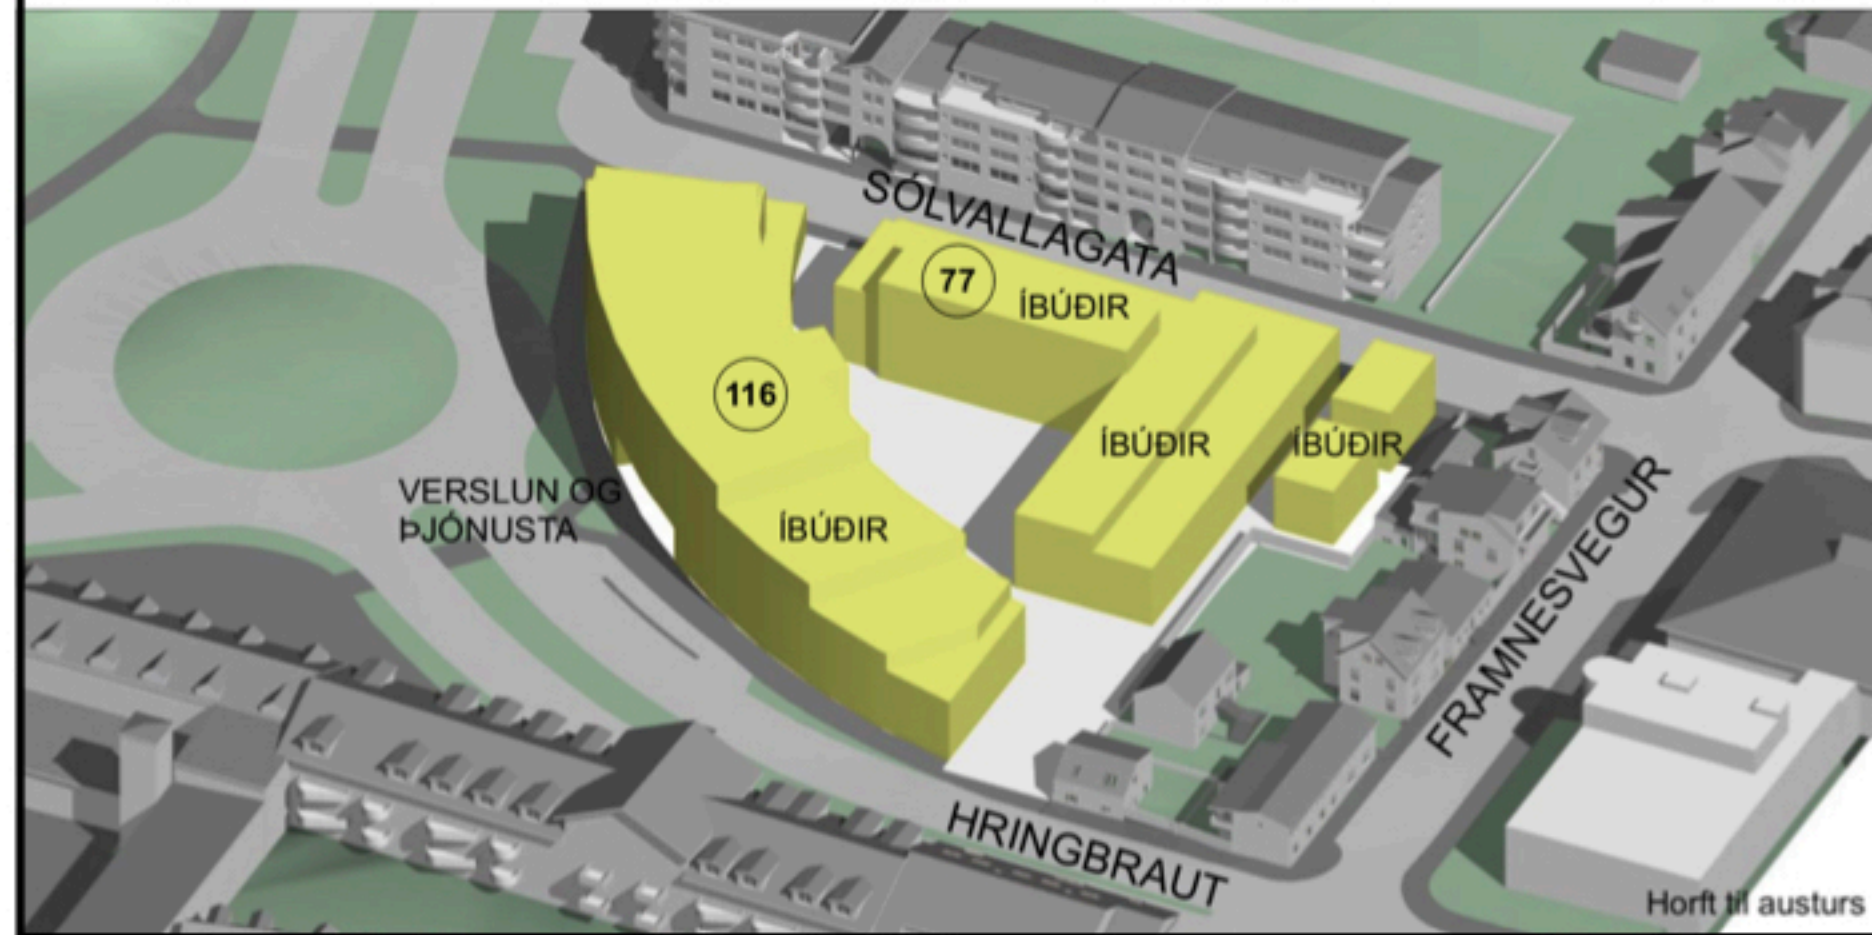 SÓLVALLAGATA
77
ÍBÚÐIR
116
ÍBÚÐIR
ÍBÚÐIR
VERSLUN OG
ÞJÓNUSTA
ÍBÚÐIR
FRAMNESVEGUR
HRINGBRAUT
Horft til austurs